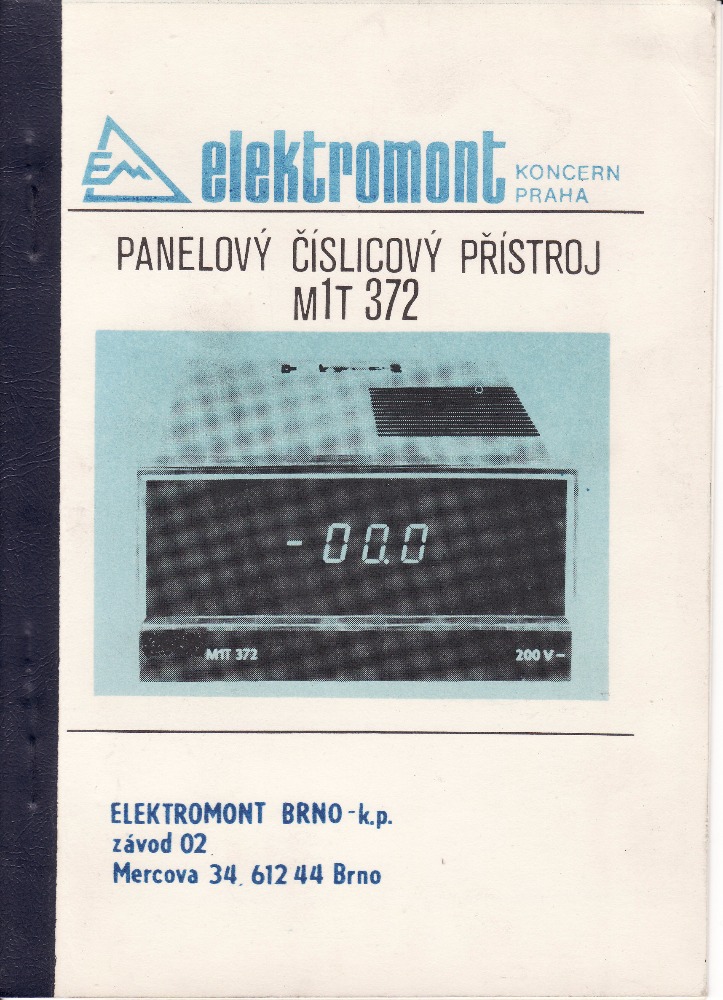 EM elektromont KONCERN
PRAHA
PANELOVÝ ČÍSLICOVÝ PŘÍSTROJ
M1T 372
-00.0
M1T 372 200 V–
ELEKTROMONT BRNO-k.p.
závod 02
Mercova 34, 612 44 Brno